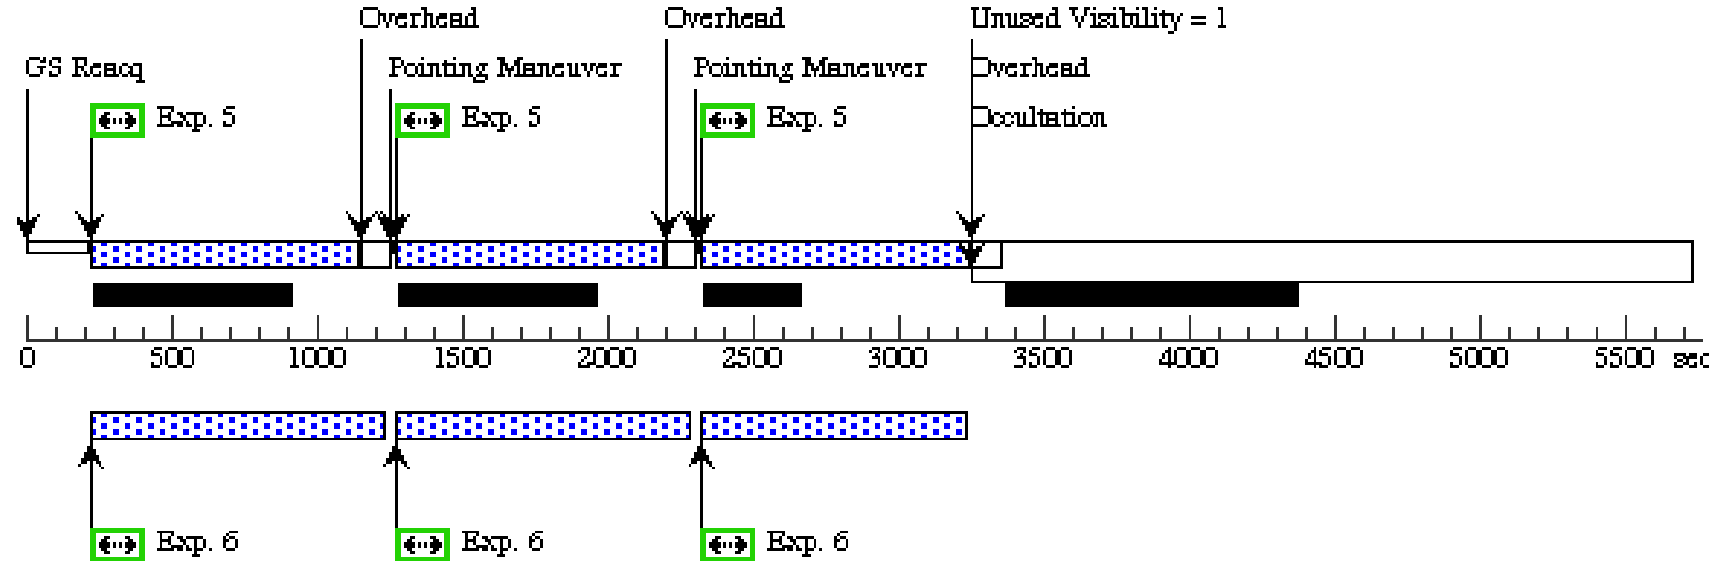 Overhead Overhead Unused Visibility = 1
GS Reacq Pointing Maneuver Pointing Maneuver Overhead
Exp. 5 Exp. 5 Exp. 5 Occultation
0 500 1000 1500 2000 2500 3000 3500 4000 4500 5000 5500 sec
Exp. 6 Exp. 6 Exp. 6